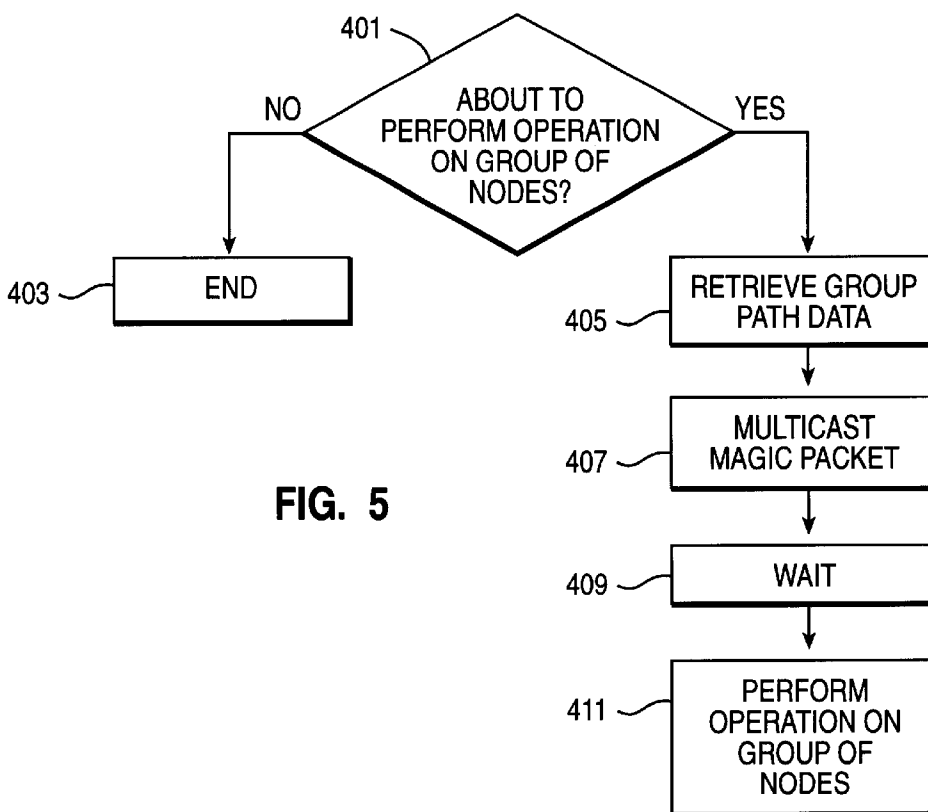 401
ABOUT TO
PERFORM OPERATION
ON GROUP OF
NODES?
NO
YES
403
END
405
RETRIEVE GROUP
PATH DATA
407
MULTICAST
MAGIC PACKET
FIG. 5
409
WAIT
411
PERFORM
OPERATION ON
GROUP OF
NODES